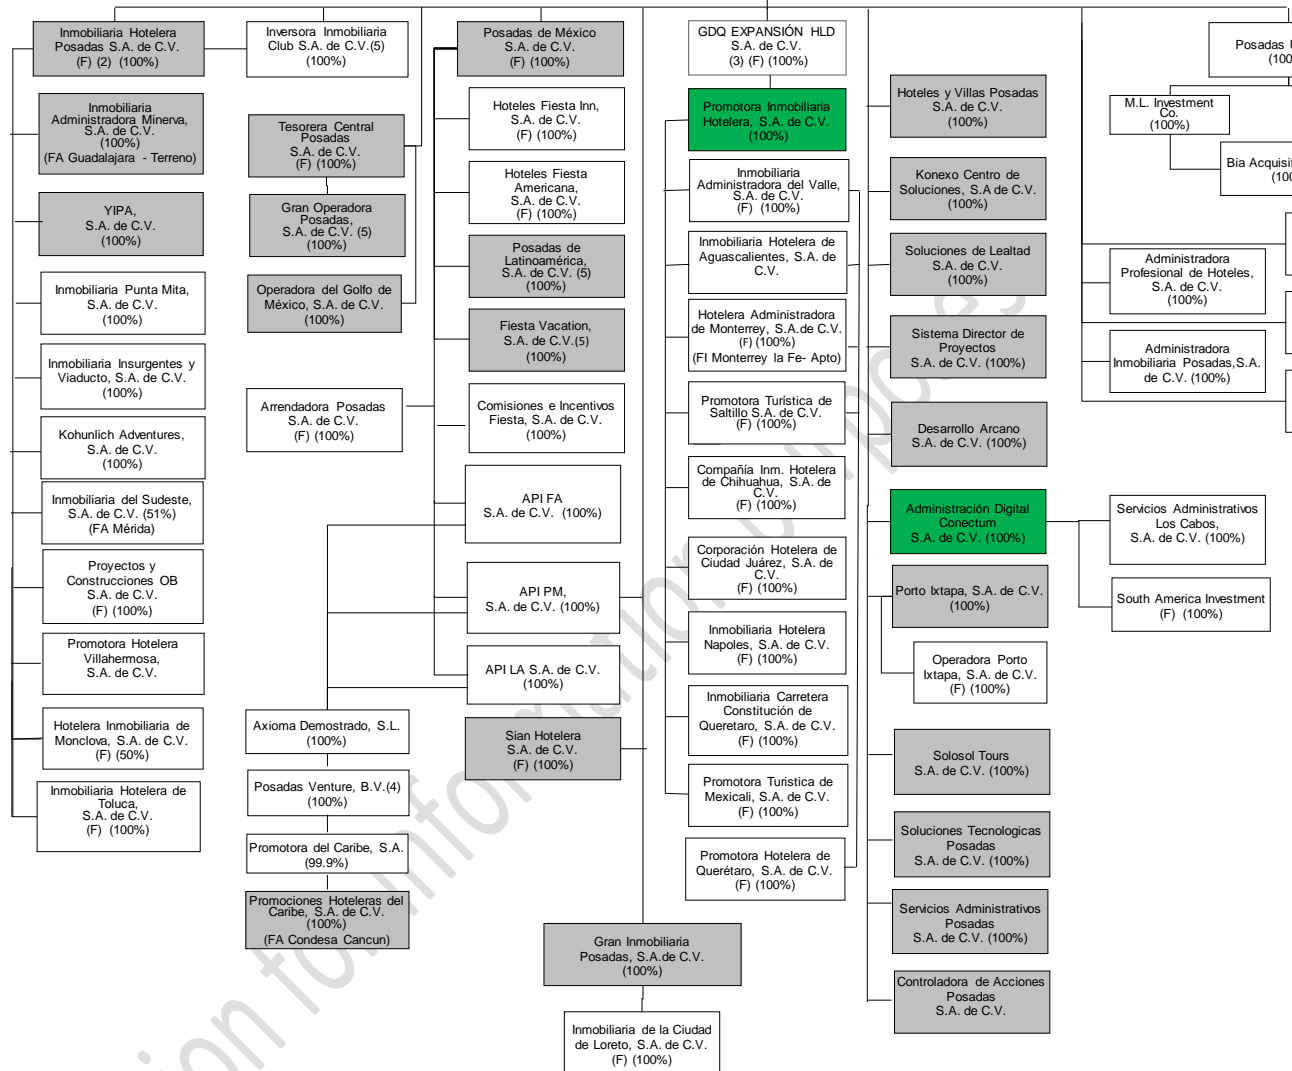 Inmobiliaria Hotelera
Posadas S.A. de C.V.
(F) (2) (100%)
Inversora Inmobiliaria
Club S.A. de C.V.(5)
(100%)
Posadas de México
S.A. de C.V.
(F) (100%)
GDQ EXPANSIÓN HLD
S.A. de C.V.
(3) (F) (100%)
Posadas U
(100
Inmobiliaria
Administradora Minerva,
S.A. de C.V.
(100%)
(FA Guadalajara - Terreno)
YIPA,
S.A. de C.V.
(100%)
Inmobiliaria Punta Mita,
S.A. de C.V.
(100%)
Inmobiliaria Insurgentes y
Viaducto, S.A. de C.V.
(100%)
Kohunlich Adventures,
S.A. de C.V.
(100%)
Inmobiliaria del Sudeste,
S.A. de C.V. (51%)
(FA Mérida)
Proyectos y
Construcciones OB
S.A. de C.V.
(F) (100%)
Promotora Hotelera
Villahermosa,
S.A. de C.V.
Hotelera Inmobiliaria de
Monclova, S.A. de C.V.
(F) (50%)
Inmobiliaria Hotelera de
Toluca,
S.A. de C.V.
(F) (100%)
Tesorera Central
Posadas
S.A. de C.V.
(F) (100%)
Gran Operadora
Posadas,
S.A. de C.V. (5)
(100%)
Operadora del Golfo de
México, S.A. de C.V.
(100%)
Arrendadora Posadas
S.A. de C.V.
(F) (100%)
Axioma Demostrado, S.L.
(100%)
Posadas Venture, B.V.(4)
(100%)
Promotora del Caribe, S.A.
(99.9%)
Promociones Hoteleras del
Caribe, S.A. de C.V.
(100%)
(FA Condesa Cancun)
Hoteles Fiesta Inn,
S.A. de C.V.
(F) (100%)
Hoteles Fiesta
Americana,
S.A. de C.V.
(F) (100%)
Posadas de
Latinoamérica,
S.A. de C.V. (5)
(100%)
Fiesta Vacation,
S.A. de C.V.(5)
(100%)
Comisiones e Incentivos
Fiesta, S.A. de C.V.
(100%)
API FA
S.A. de C.V. (100%)
API PM,
S.A. de C.V. (100%)
API LA S.A. de C.V.
(100%)
Sian Hotelera
S.A. de C.V.
(F) (100%)
Gran Inmobiliaria
Posadas, S.A.de C.V.
(100%)
Inmobiliaria de la Ciudad
de Loreto, S.A. de C.V.
(F) (100%)
Promotora Inmobiliaria
Hotelera, S.A. de C.V.
(100%)
Inmobiliaria
Administradora del Valle,
S.A. de C.V.
(F) (100%)
Inmobiliaria Hotelera de
Aguascalientes, S.A. de
C.V.
Hotelera Administradora
de Monterrey, S.A.de C.V.
(F) (100%)
(FI Monterrey la Fe- Apto)
Promotora Turística de
Saltillo S.A. de C.V.
(F) (100%)
Compañía Inm. Hotelera
de Chihuahua, S.A. de
C.V.
(F) (100%)
Corporación Hotelera de
Ciudad Juárez, S.A. de
C.V.
(F) (100%)
Inmobiliaria Hotelera
Napoles, S.A. de C.V.
(F) (100%)
Inmobiliaria Carretera
Constitución de
Queretaro, S.A. de C.V.
(F) (100%)
Promotora Turistica de
Mexicali, S.A. de C.V.
(F) (100%)
Promotora Hotelera de
Querétaro, S.A. de C.V.
(F) (100%)
Hoteles y Villas Posadas
S.A. de C.V.
(100%)
Konexo Centro de
Soluciones, S.A de C.V.
(100%)
Soluciones de Lealtad
S.A. de C.V.
(100%)
Sistema Director de
Proyectos
S.A. de C.V. (100%)
Desarrollo Arcano
S.A. de C.V. (100%)
Administración Digital
Conectum
S.A. de C.V. (100%)
Porto Ixtapa, S.A. de C.V.
(100%)
Operadora Porto
Ixtapa, S.A. de C.V.
(F) (100%)
Solosol Tours
S.A. de C.V. (100%)
Soluciones Tecnologicas
Posadas
S.A. de C.V. (100%)
Servicios Administrativos
Posadas
S.A. de C.V. (100%)
Controladora de Acciones
Posadas
S.A. de C.V.
M.L. Investment
Co.
(100%)
Bia Acquisit
(100
Administradora
Profesional de Hoteles,
S.A. de C.V.
(100%)
Administradora
Inmobiliaria Posadas,S.A.
de C.V. (100%)
Servicios Administrativos
Los Cabos,
S.A. de C.V. (100%)
South America Investment
(F) (100%)
ion for information purposes